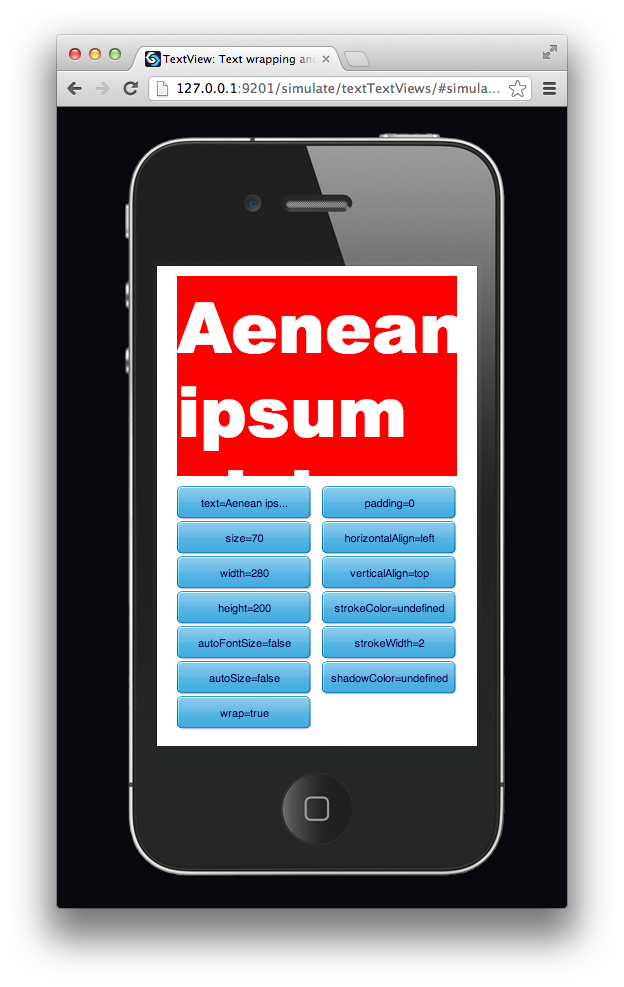 TextView: Text wrapping and
127.0.0.1:9201/simulate/textTextViews/#simula...
Aenean
ipsum
text=Aenean ips...
padding=0
size=70
horizontalAlign=left
width=280
verticalAlign=top
height=200
strokeColor=undefined
autoFontSize=false
strokeWidth=2
autoSize=false
shadowColor=undefined
wrap=true